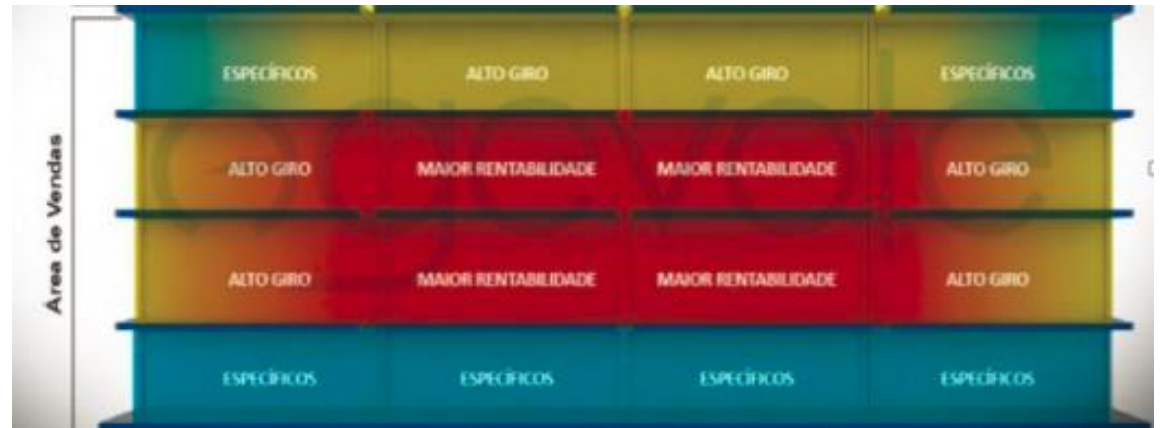 Área de Vendas
ESPECÍFICOS ALTO GIRO ALTO GIRO ESPECÍFICOS
ALTO GIRO MAIOR RENTABILIDADE MAIOR RENTABILIDADE ALTO GIRO
ALTO GIRO MAIOR RENTABILIDADE MAIOR RENTABILIDADE ALTO GIRO
ESPECÍFICOS ESPECÍFICOS ESPECÍFICOS ESPECÍFICOS